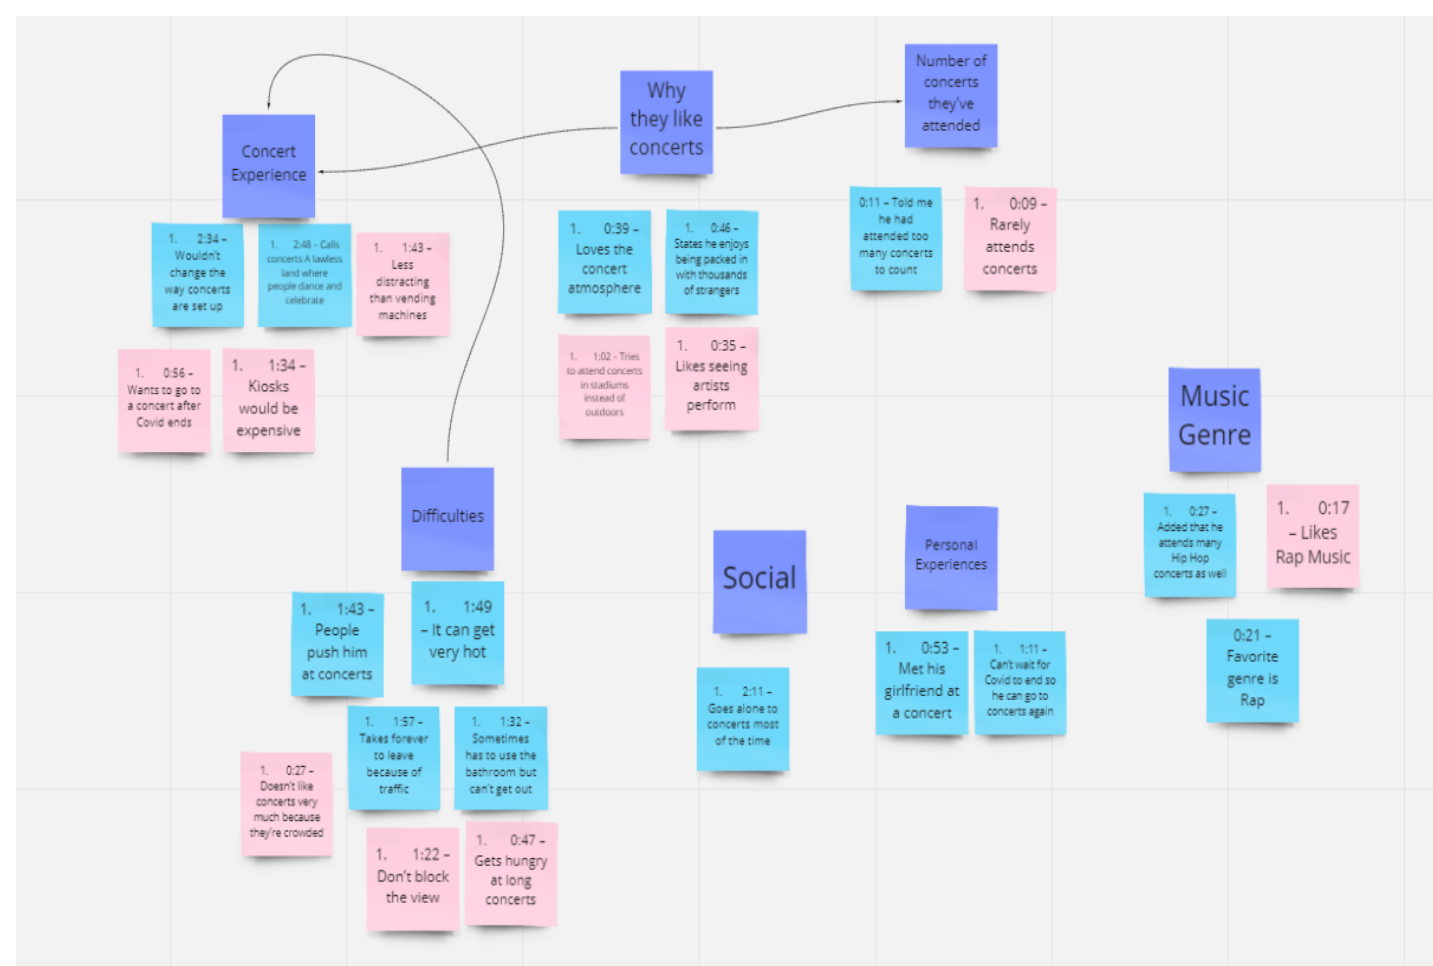 Concert
Experience
1. 2:34 –
Wouldn't
change the
way concerts
are set up
1. 2:48 – Calls
concerts A lawless
land where
people dance and
celebrate
1. 1:43 –
Less
distracting
than vending
machines
1. 0:56 –
Wants to go to
a concert after
Covid ends
1. 1:34 –
Kiosks
would be
expensive
Why
they like
concerts
1. 0:39 –
Loves the
concert
atmosphere
1. 0:46 –
States he enjoys
being packed in
with thousands
of strangers
1. 1:02 – Tries
to attend concerts
in stadiums
instead of
outdoors
1. 0:35 –
Likes seeing
artists
perform
Number of
concerts
they've
attended
0:11 – Told me
he had
attended too
many concerts
to count
1. 0:09 –
Rarely
attends
concerts
Difficulties
1. 1:43 –
People
push him
at concerts
1. 1:49
– It can get
very hot
1. 1:57 –
Takes forever
to leave
because of
traffic
1. 1:32 –
Sometimes
has to use the
bathroom but
can't get out
1. 0:27 –
Doesn't like
concerts very
much because
they're crowded
1. 1:22 –
Don't block
the view
1. 0:47 –
Gets hungry
at long
concerts
Social
1. 2:11 –
Goes alone to
concerts most
of the time
Personal
Experiences
1. 0:53 –
Met his
girlfriend at
a concert
1. 1:11 –
Can't wait for
Covid to end so
he can go to
concerts again
Music
Genre
1. 0:27 –
Added that he
attends many
Hip Hop
concerts as well
1. 0:17
– Likes
Rap Music
0:21 –
Favorite
genre is
Rap